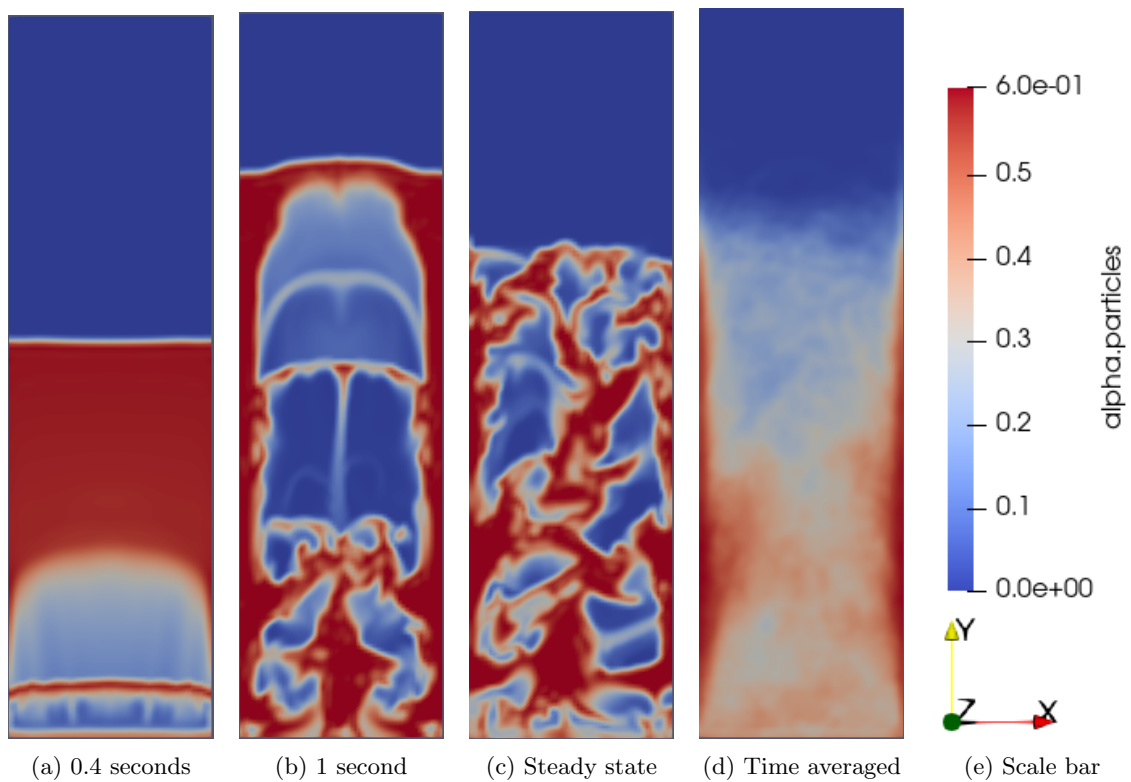 6.0e-01
0.5
0.4
0.3
0.2
0.1
0.0e+00
alpha.particles
Y
Z
X
(a) 0.4 seconds
(b) 1 second
(c) Steady state
(d) Time averaged
(e) Scale bar